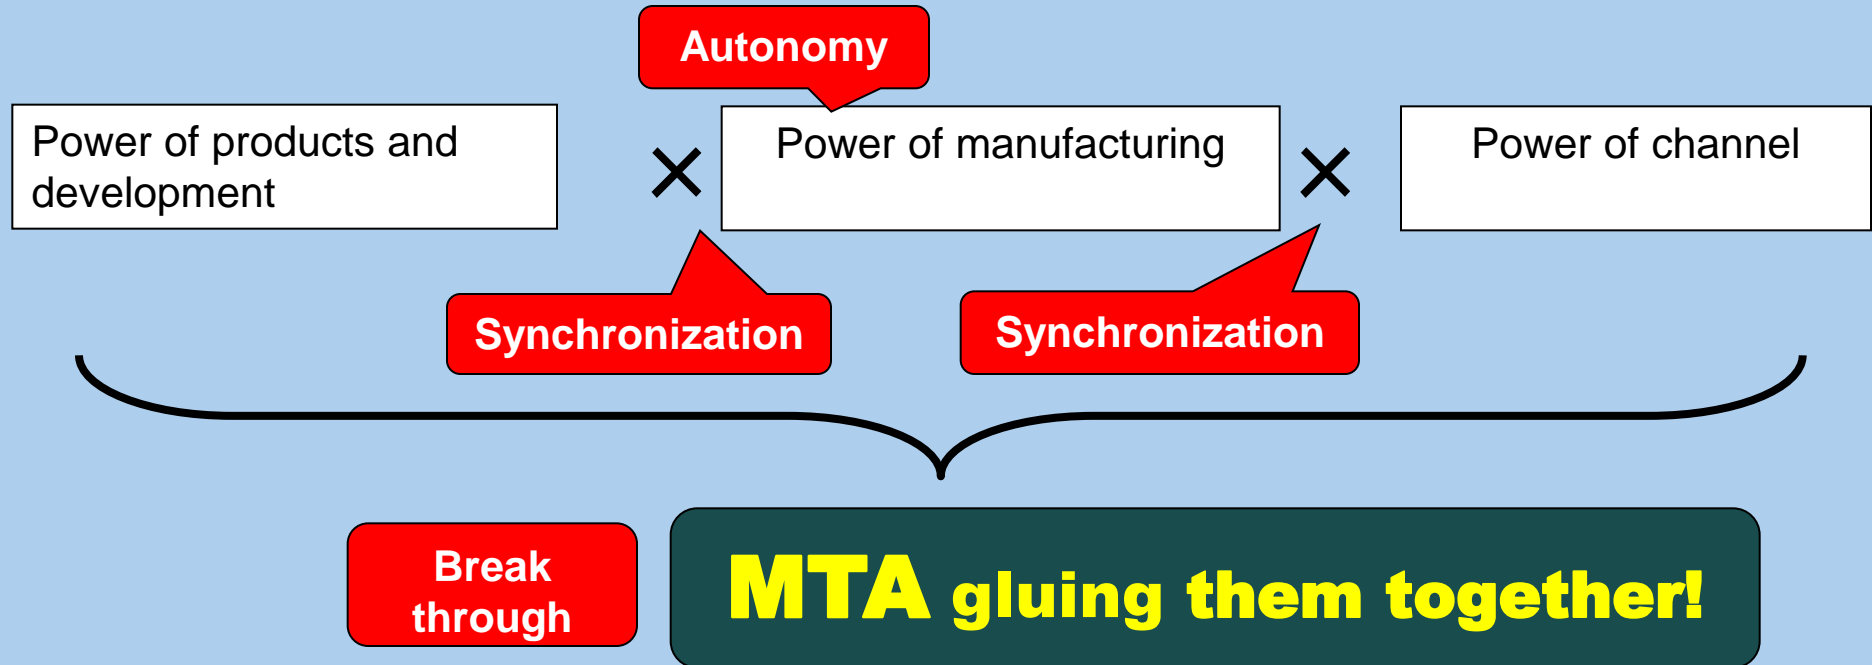 Autonomy
Power of products and
development
×
Power of manufacturing
×
Power of channel
Synchronization
Synchronization
Break
through
MTA gluing them together!